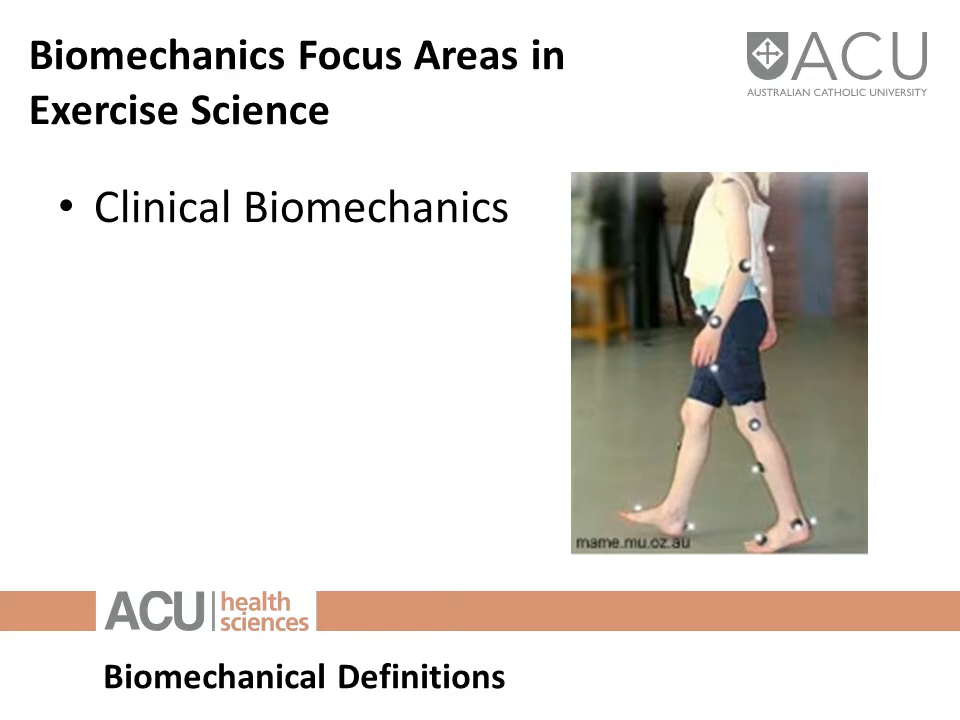 Biomechanics Focus Areas in
Exercise Science
ACU
AUSTRALIAN CATHOLIC UNIVERSITY
• Clinical Biomechanics
mame.mu.oz.au
ACU health
sciences
Biomechanical Definitions